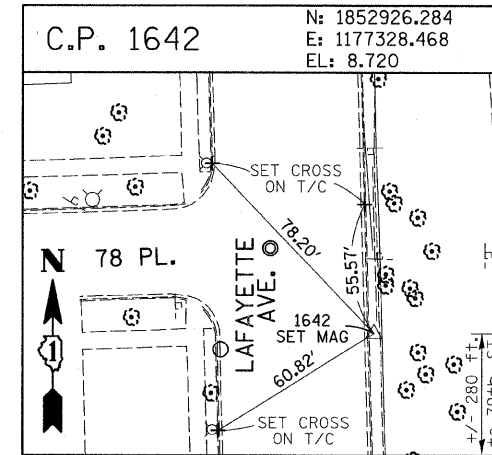 C.P. 1642
N: 1852926.284
E: 1177328.468
EL: 8.720
SET CROSS
ON T/C
78.20'
55.57'
N
78 PL.
LAFAYETTE
AVE.
1642
SET MAG
1
60.82'
SET CROSS
ON T/C
+/- 280 ft.